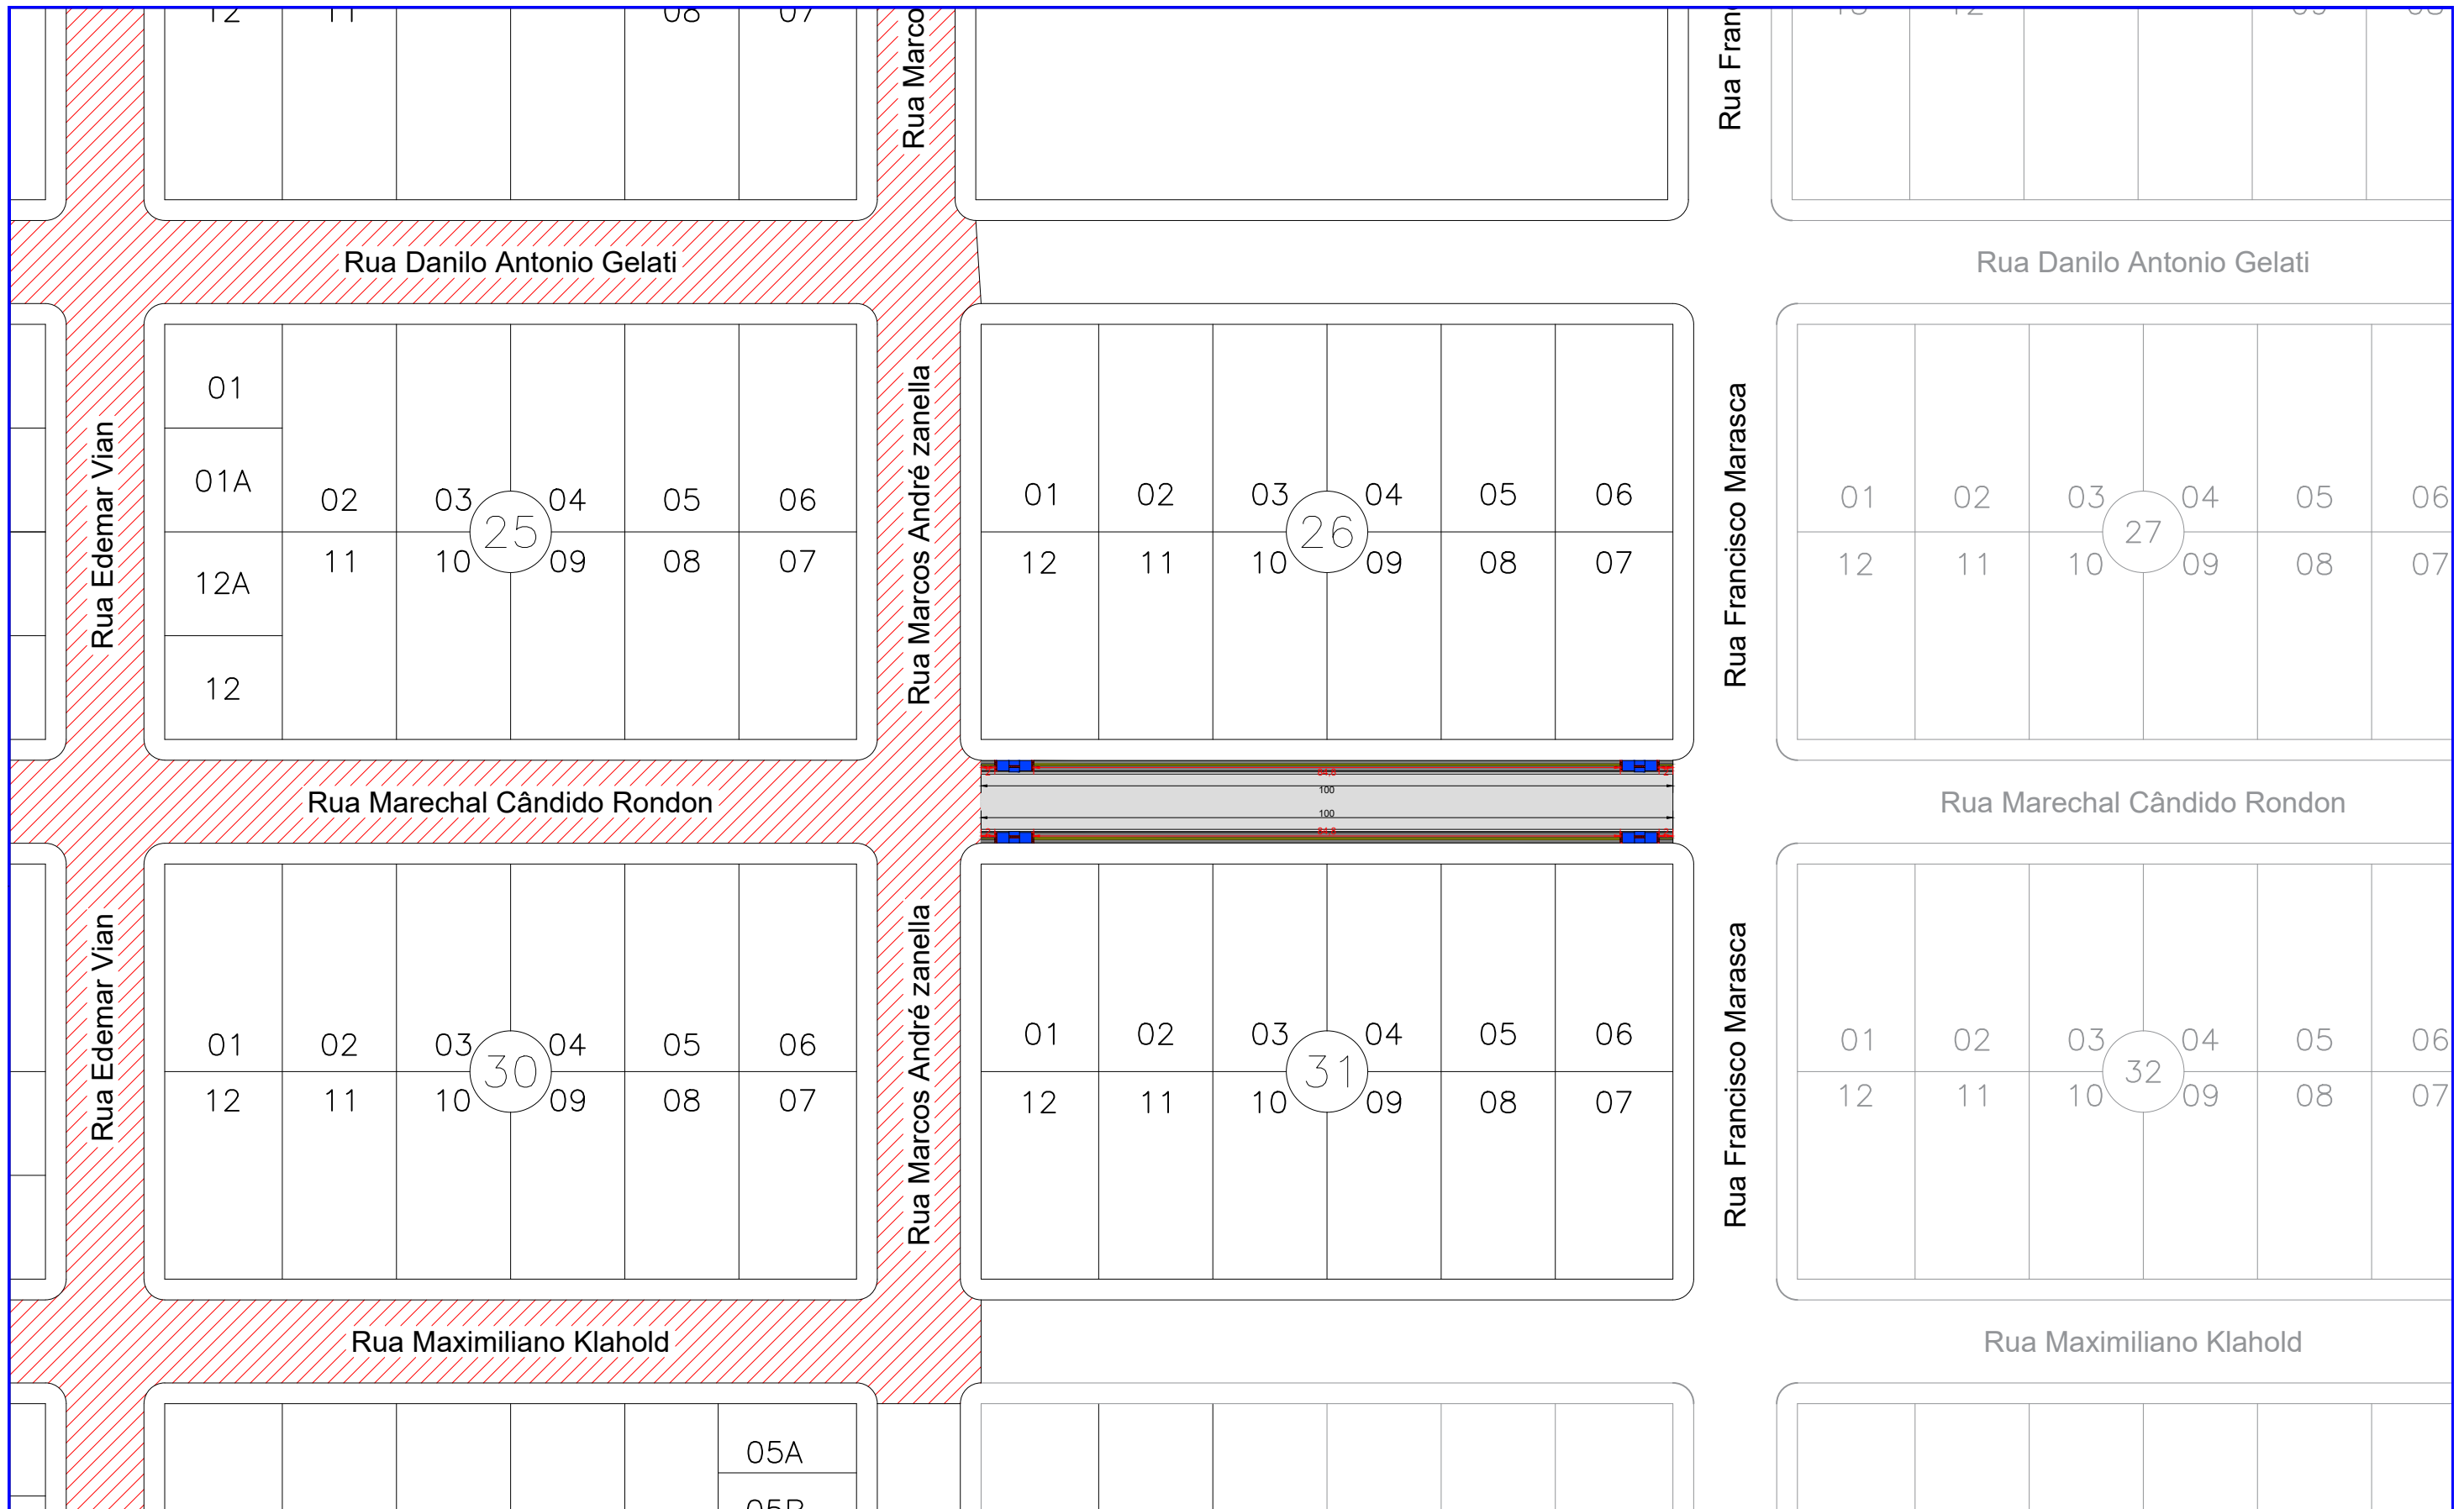 Rua Marco
Rua Fran
Rua Danilo Antonio Gelati
Rua Danilo Antonio Gelati
Rua Edemar Vian
01
01A
12A
12
02 03 04 05 06
25
11 10 09 08 07
Rua Marcos André zanella
01 02 03 04 05 06
26
12 11 10 09 08 07
Rua Francisco Marasca
01 02 03 04 05 06
27
12 11 10 09 08 07
Rua Marechal Cândido Rondon
94,6
100
100
94,6
Rua Marechal Cândido Rondon
Rua Edemar Vian
01 02 03 04 05 06
30
12 11 10 09 08 07
Rua Marcos André zanella
01 02 03 04 05 06
31
12 11 10 09 08 07
Rua Francisco Marasca
01 02 03 04 05 06
32
12 11 10 09 08 07
Rua Maximiliano Klahold
Rua Maximiliano Klahold
05A